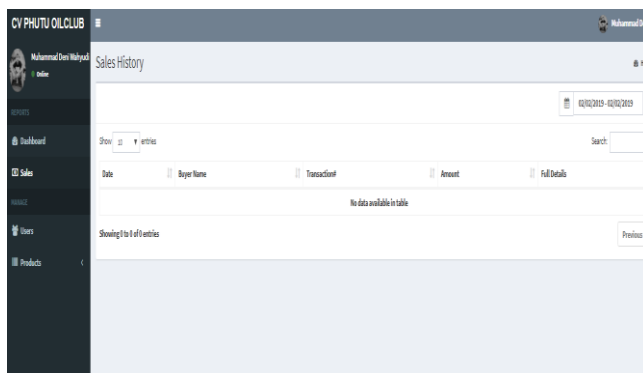 CV PHUTU OILCLUB
Muhammad D
Muhammad Deni Wahyudi
Online
Sales History
H
REPORTS
02/02/2019 - 02/02/2019
Dashboard
Show 10 entries
Search:
Sales
Date Buyer Name Transaction# Amount Full Details
MANAGE
No data available in table
Users
Showing 0 to 0 of 0 entries
Previous
Products